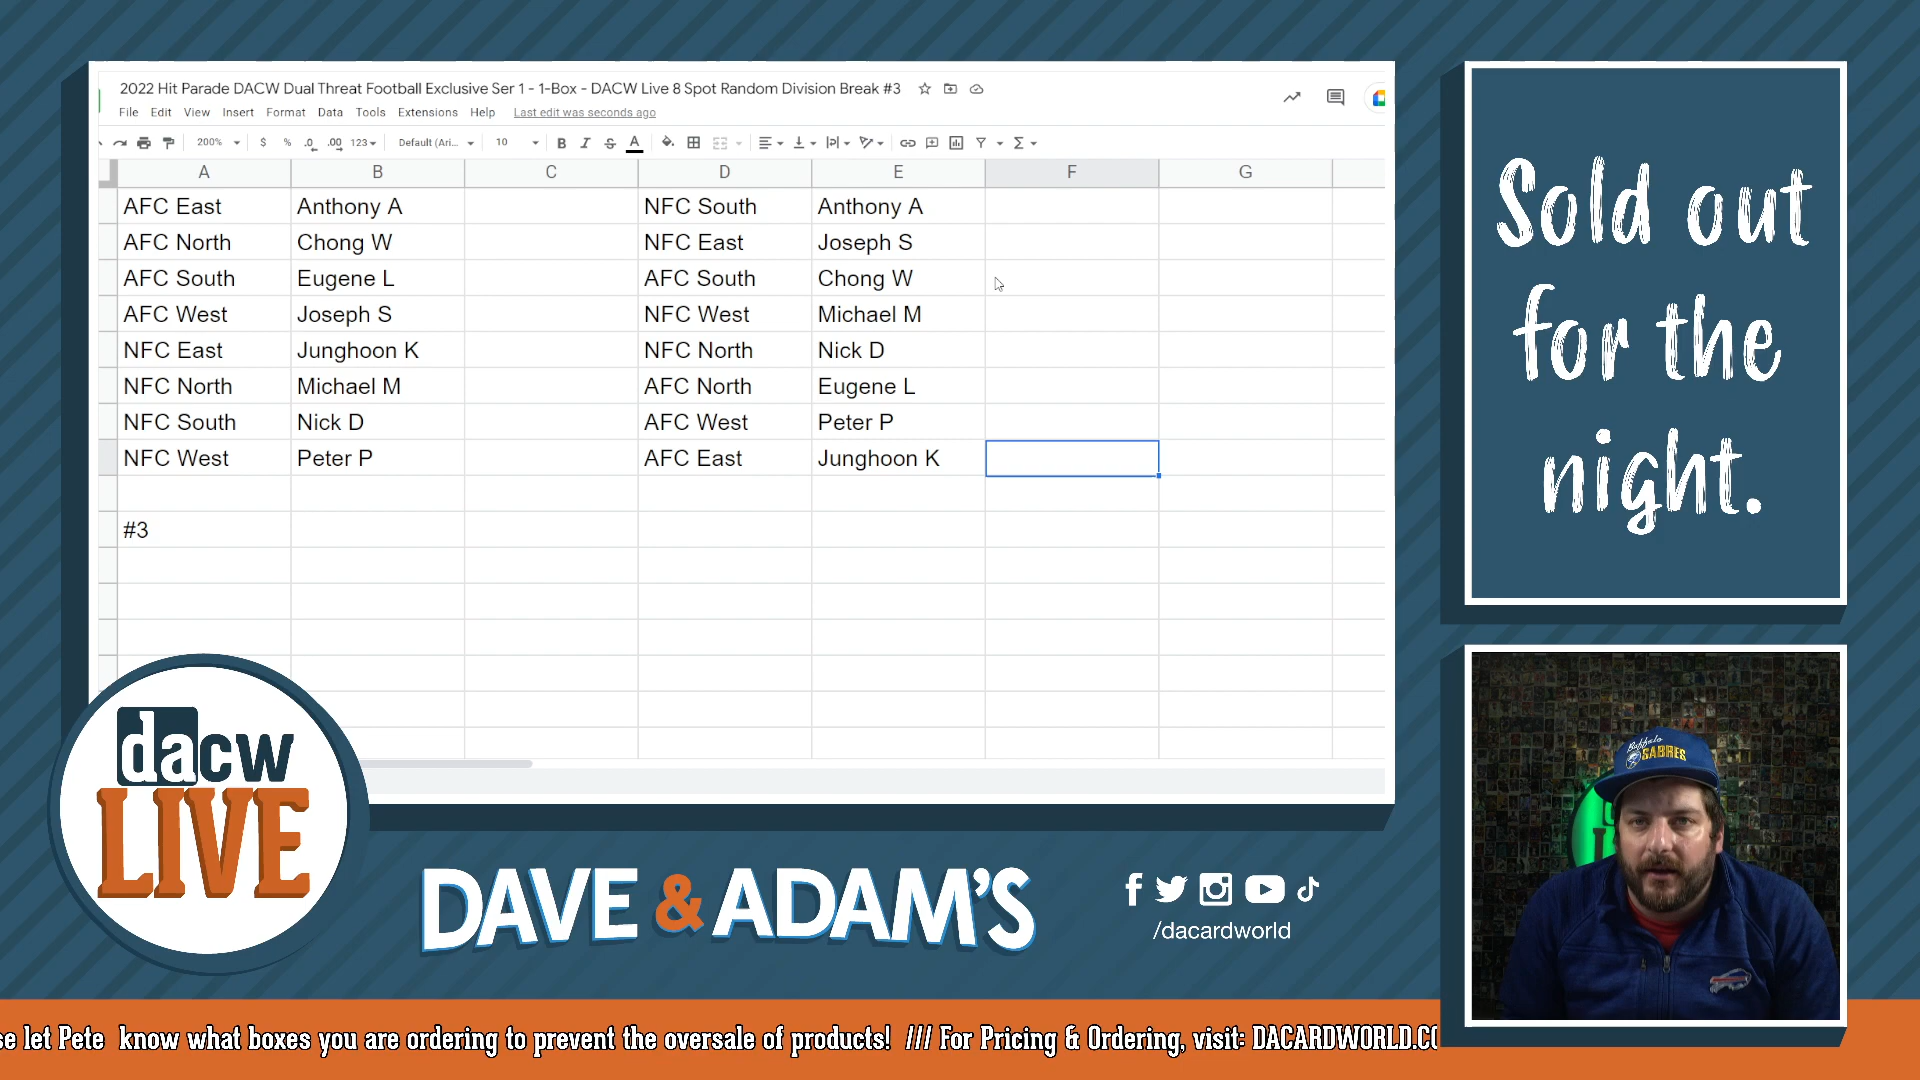 2022 Hit Parade DACW Dual Threat Football Exclusive Ser 1 - 1-Box - DACW Live 8 Spot Random Division Break #3
File Edit View Insert Format Data Tools Extensions Help Last edit was seconds ago
200% $ % .0 .00 123 Default (Ari... 10 B I S A
A B C D E F G
AFC East Anthony A NFC South Anthony A
AFC North Chong W NFC East Joseph S
AFC South Eugene L AFC South Chong W
AFC West Joseph S NFC West Michael M
NFC East Junghoon K NFC North Nick D
NFC North Michael M AFC North Eugene L
NFC South Nick D AFC West Peter P
NFC West Peter P AFC East Junghoon K
#3
Sold out
for the
night.
dacw
LIVE
DAVE & ADAM'S
/dacardworld
Buffalo
SABRES
let Pete know what boxes you are ordering to prevent the oversale of products! /// For Pricing & Ordering, visit: DACARDWORLD.CO